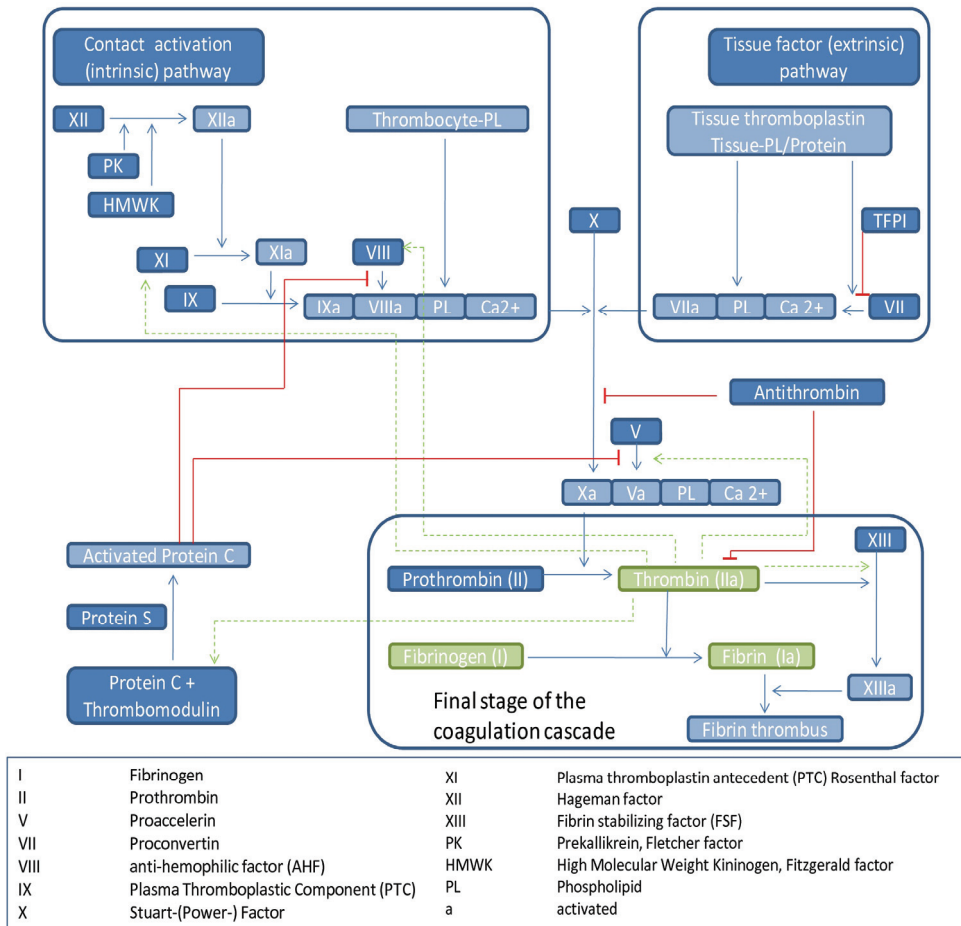 Contact activation
(intrinsic) pathway
Tissue factor (extrinsic)
pathway
XII
XIIa
Thrombocyte-PL
Tissue thromboplastin
Tissue-PL/Protein
PK
HMWK
X
TFPI
XI
XIa
VIII
IX
IXa
VIIIa
PL
Ca2+
VIIa
PL
Ca 2+
VII
Antithrombin
V
Xa
Va
PL
Ca 2+
Activated Protein C
XIII
Prothrombin (II)
Thrombin (IIa)
Protein S
Fibrinogen (I)
Fibrin (Ia)
Protein C +
Thrombomodulin
XIIIa
Final stage of the
coagulation cascade
Fibrin thrombus
I Fibrinogen
II Prothrombin
V Proaccelerin
VII Proconvertin
VIII anti-hemophilic factor (AHF)
IX Plasma Thromboplastic Component (PTC)
X Stuart-(Power-) Factor
XI Plasma thromboplastin antecedent (PTC) Rosenthal factor
XII Hageman factor
XIII Fibrin stabilizing factor (FSF)
PK Prekallikrein, Fletcher factor
HMWK High Molecular Weight Kininogen, Fitzgerald factor
PL Phospholipid
a activated